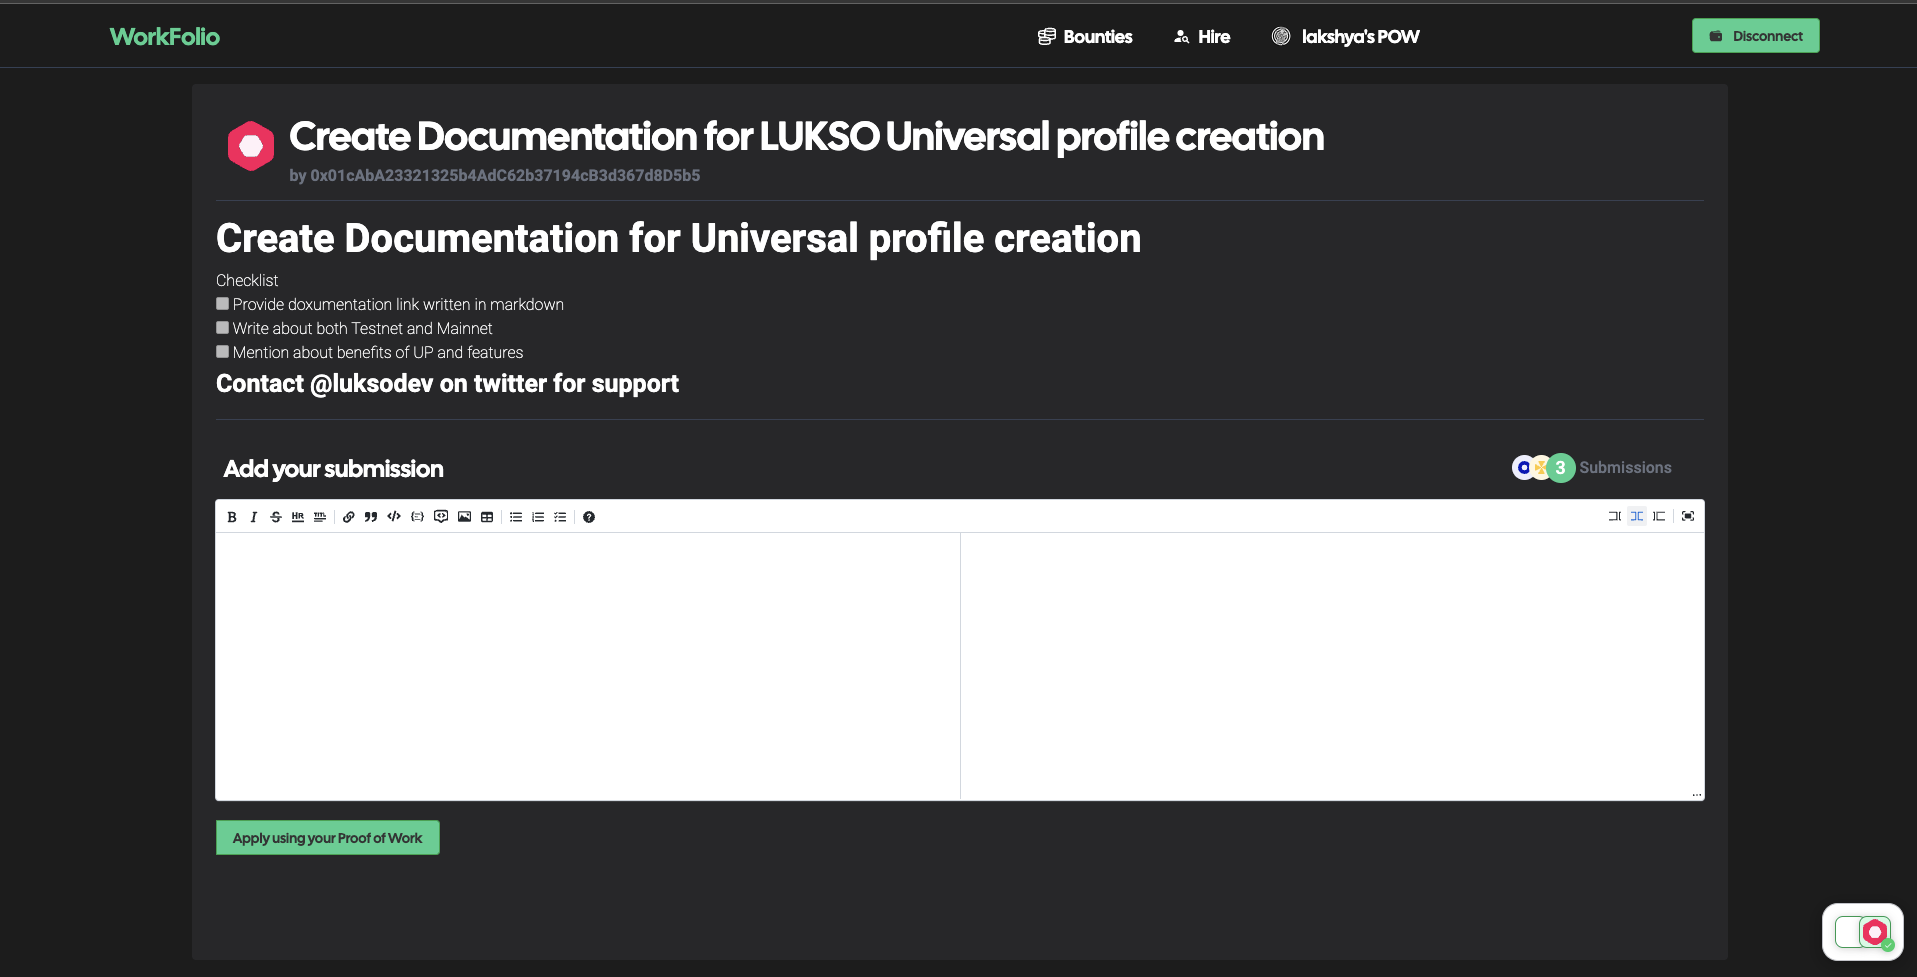 WorkFolio
Bounties
Hire
lakshya's POW
Disconnect
Create Documentation for LUKSO Universal profile creation
by 0x01cAbA23321325b4AdC62b37194cB3d367d8D5b5
Create Documentation for Universal profile creation
Checklist
Provide doxumentation link written in markdown
Write about both Testnet and Mainnet
Mention about benefits of UP and features
Contact @luksodev on twitter for support
Add your submission
3 Submissions
B I S HR TITL
Apply using your Proof of Work